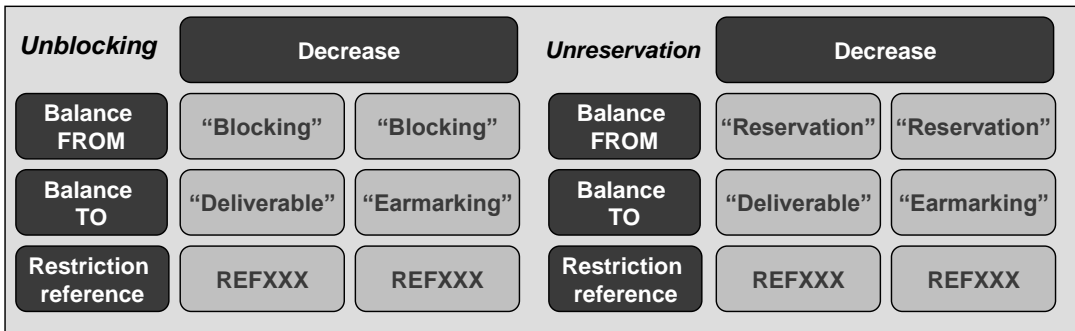 Unblocking Decrease
Balance FROM “Blocking” “Blocking”
Balance TO “Deliverable” “Earmarking”
Restriction reference REFXXX REFXXX
Unreservation Decrease
Balance FROM “Reservation” “Reservation”
Balance TO “Deliverable” “Earmarking”
Restriction reference REFXXX REFXXX